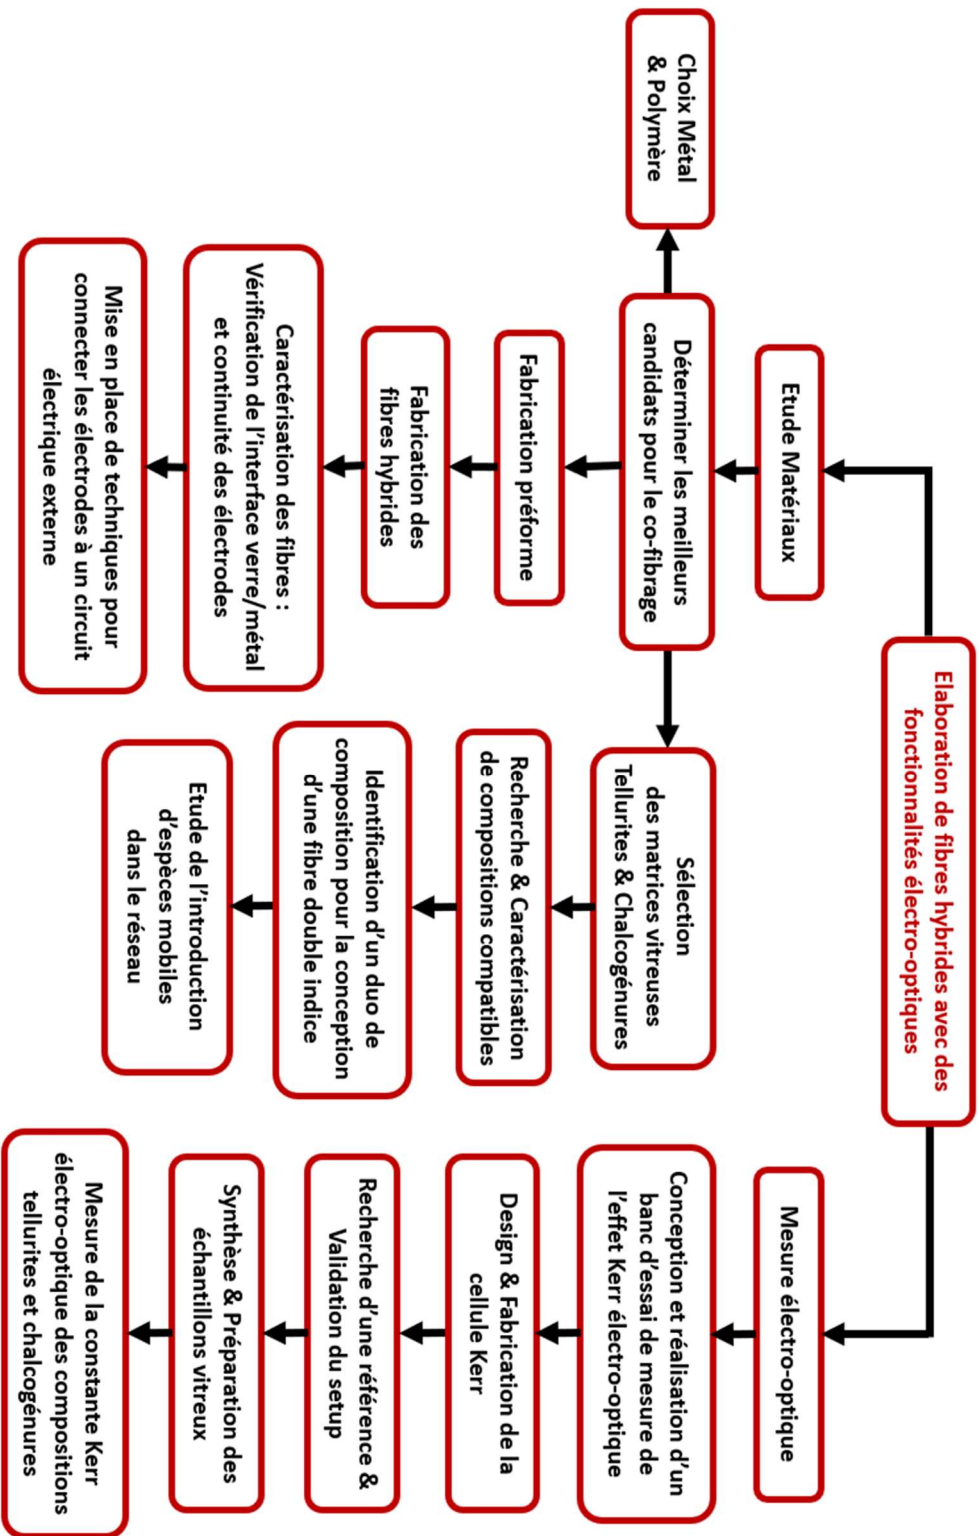 Elaboration de fibres hybrides avec des
fonctionnalités électro-optiques
Etude Matériaux
Déterminer les meilleurs
candidats pour le co-fibrage
Choix Métal
& Polymère
Fabrication préforme
Fabrication des
fibres hybrides
Caractérisation des fibres :
Vérification de l'interface verre/métal
et continuité des électrodes
Mise en place de techniques pour
connecter les électrodes à un circuit
électrique externe
Sélection
des matrices vitreuses
Tellurites & Chalcogénures
Recherche & Caractérisation
de compositions compatibles
Identification d'un duo de
composition pour la conception
d'une fibre double indice
Etude de l'introduction
d'espèces mobiles
dans le réseau
Mesure électro-optique
Conception et réalisation d'un
banc d'essai de mesure de
l'effet Kerr électro-optique
Design & Fabrication de la
cellule Kerr
Recherche d'une référence &
Validation du setup
Synthèse & Préparation des
échantillons vitreux
Mesure de la constante Kerr
électro-optique des compositions
tellurites et chalcogénures